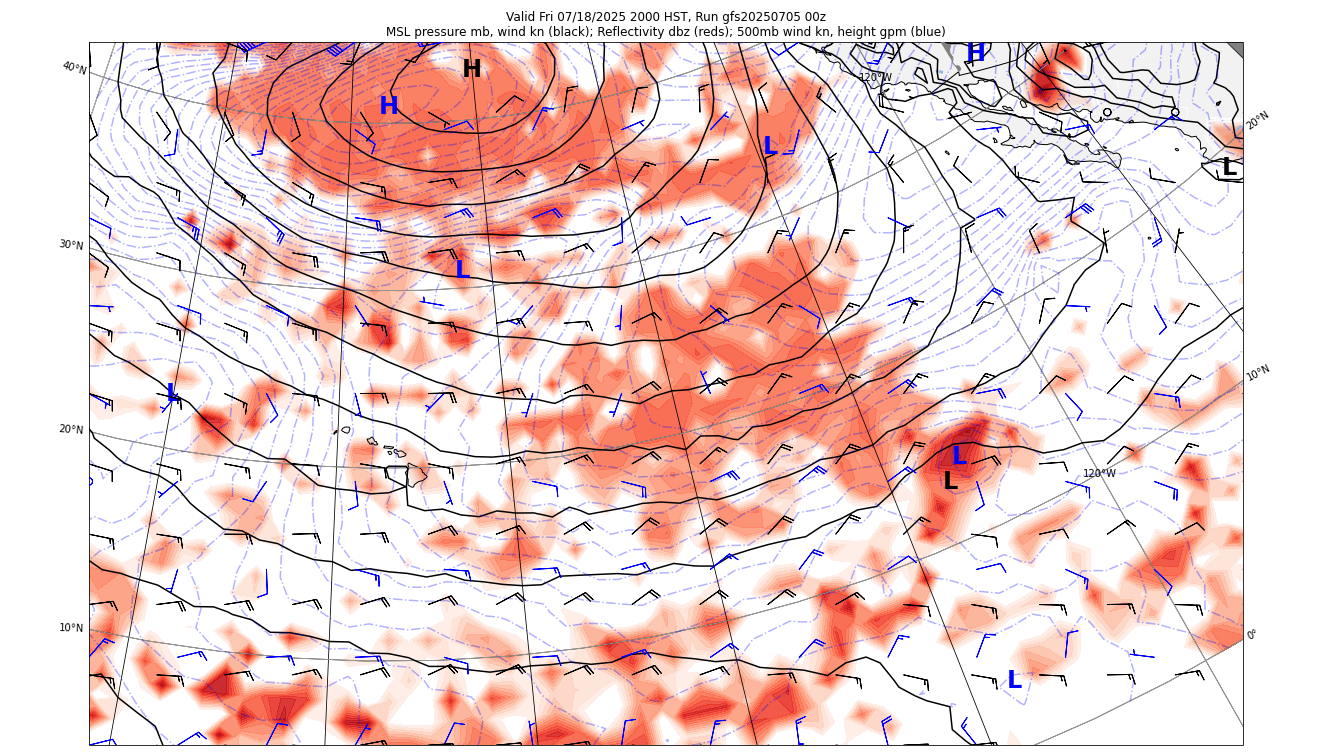 Valid Fri 07/18/2025 2000 HST, Run gfs20250705 00z
MSL pressure mb, wind kn (black); Reflectivity dbz (reds); 500mb wind kn, height gpm (blue)
H
H
40°N
120°W
H
20°N
L
L
30°N
L
10°N
L
20°N
L
120°W
L
10°N
0°
L